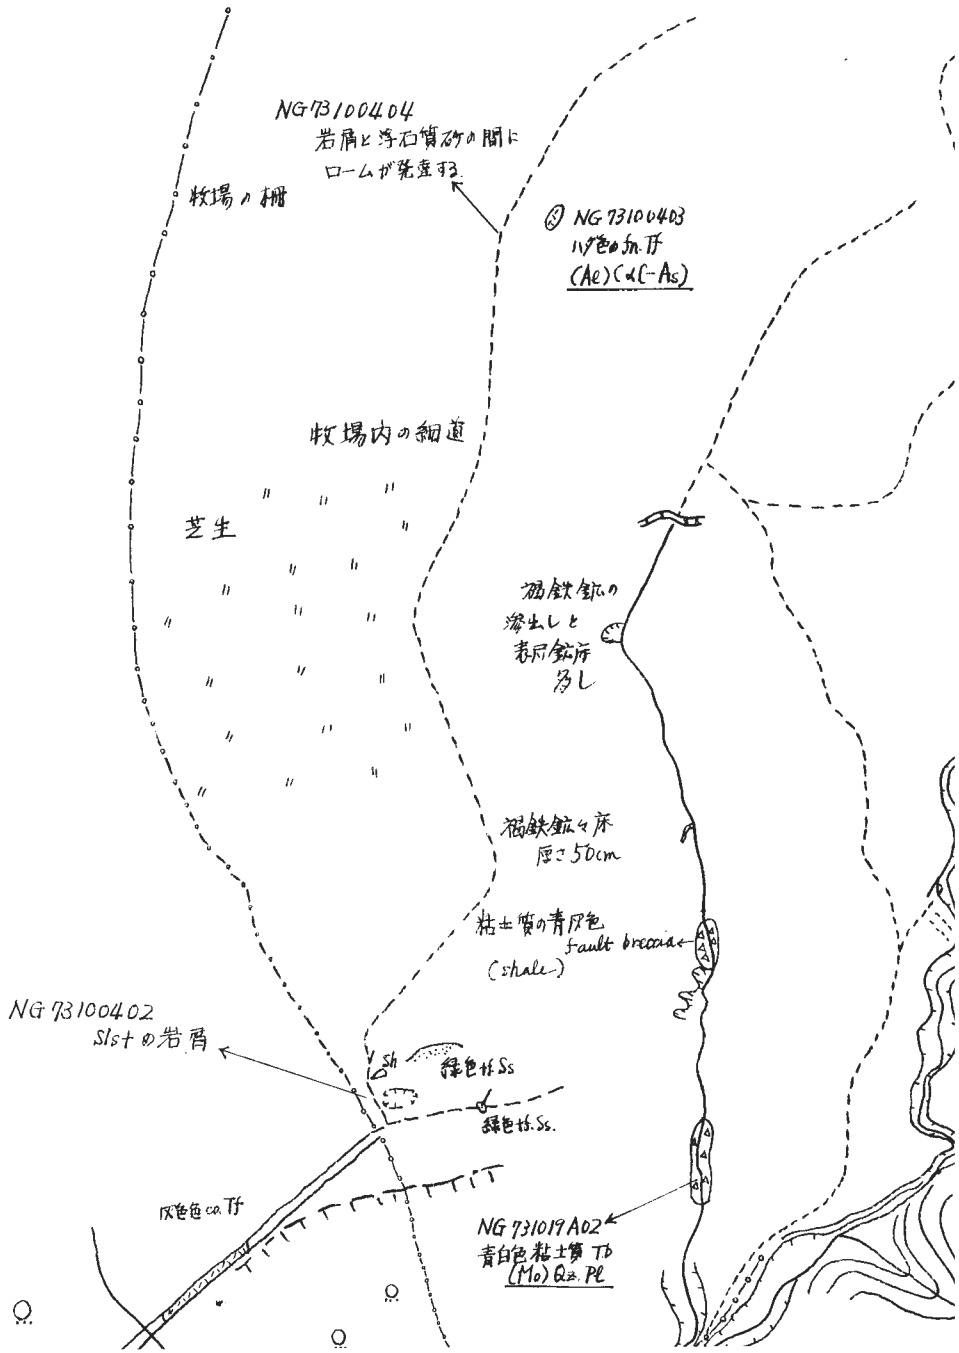 NG73100404
岩屑と浮石質砂の間に
ロームが発達する.
牧場の柵
NG73100403
ハダ色のfn.Tf
(Al)(α(-As)
牧場内の細道
芝生
褐鉄鉱の
滲出しと
表層鉱床
多し
褐鉄鉱々床
厚さ50cm
粘土質の青灰色
fault breccia
(shale)
NG73100402
Slstの岩屑
sh
緑色tf.Ss
緑色tf.Ss.
灰色色co.Tf
NG731019A02
青白色粘土質Tb
(Mo)Qz.Pl